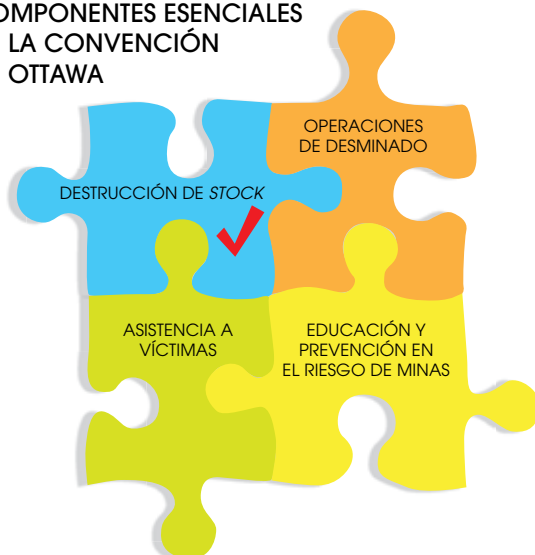 OMPONENTES ESENCIALES
LA CONVENCIÓN
OTTAWA
OPERACIONES
DE DESMINADO
DESTRUCCIÓN DE STOCK
ASISTENCIA A
VÍCTIMAS
EDUCACIÓN Y
PREVENCIÓN EN
EL RIESGO DE MINAS